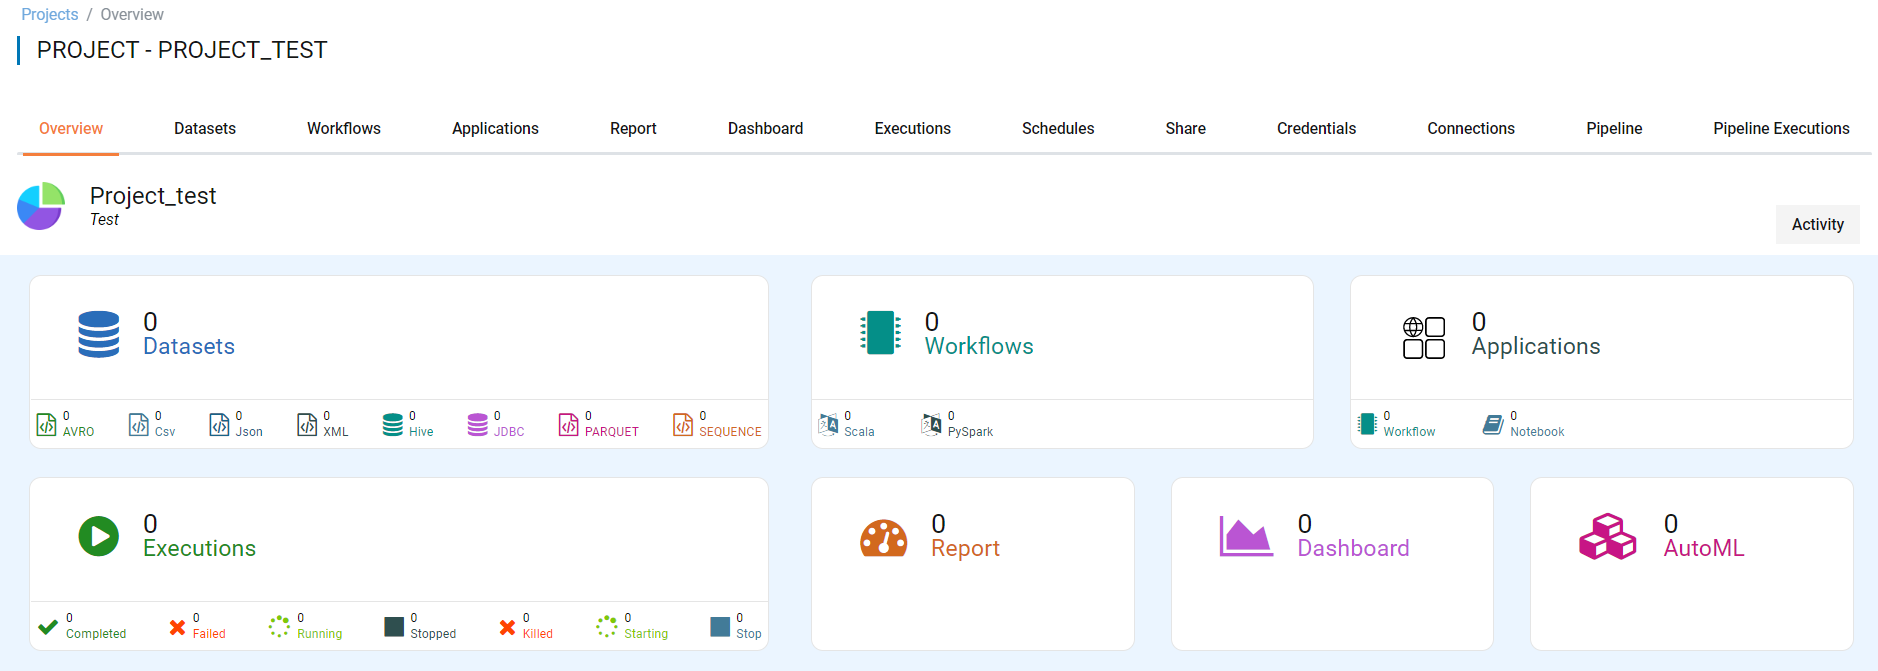 Projects / Overview
PROJECT - PROJECT_TEST
Overview Datasets Workflows Applications Report Dashboard Executions Schedules Share Credentials Connections Pipeline Pipeline Executions
Project_test
Test
Activity
0
Datasets
0
AVRO
0
Csv
0
Json
0
XML
0
Hive
0
JDBC
0
PARQUET
0
SEQUENCE
0
Workflows
0
Scala
0
PySpark
0
Applications
0
Workflow
0
Notebook
0
Executions
0
Completed
0
Failed
0
Running
0
Stopped
0
Killed
0
Starting
0
Stop
0
Report
0
Dashboard
0
AutoML